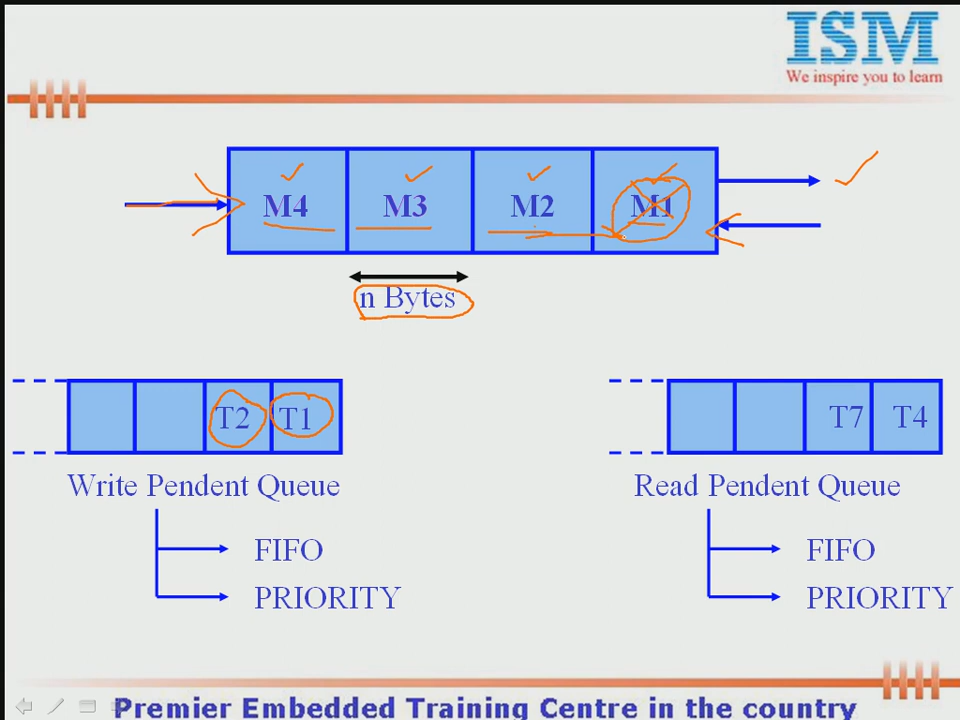 ISM
We inspire you to learn
M4 M3 M2 M1
n Bytes
T2 T1
T7 T4
Write Pendent Queue
Read Pendent Queue
FIFO
PRIORITY
FIFO
PRIORITY
Premier Embedded Training Centre in the country